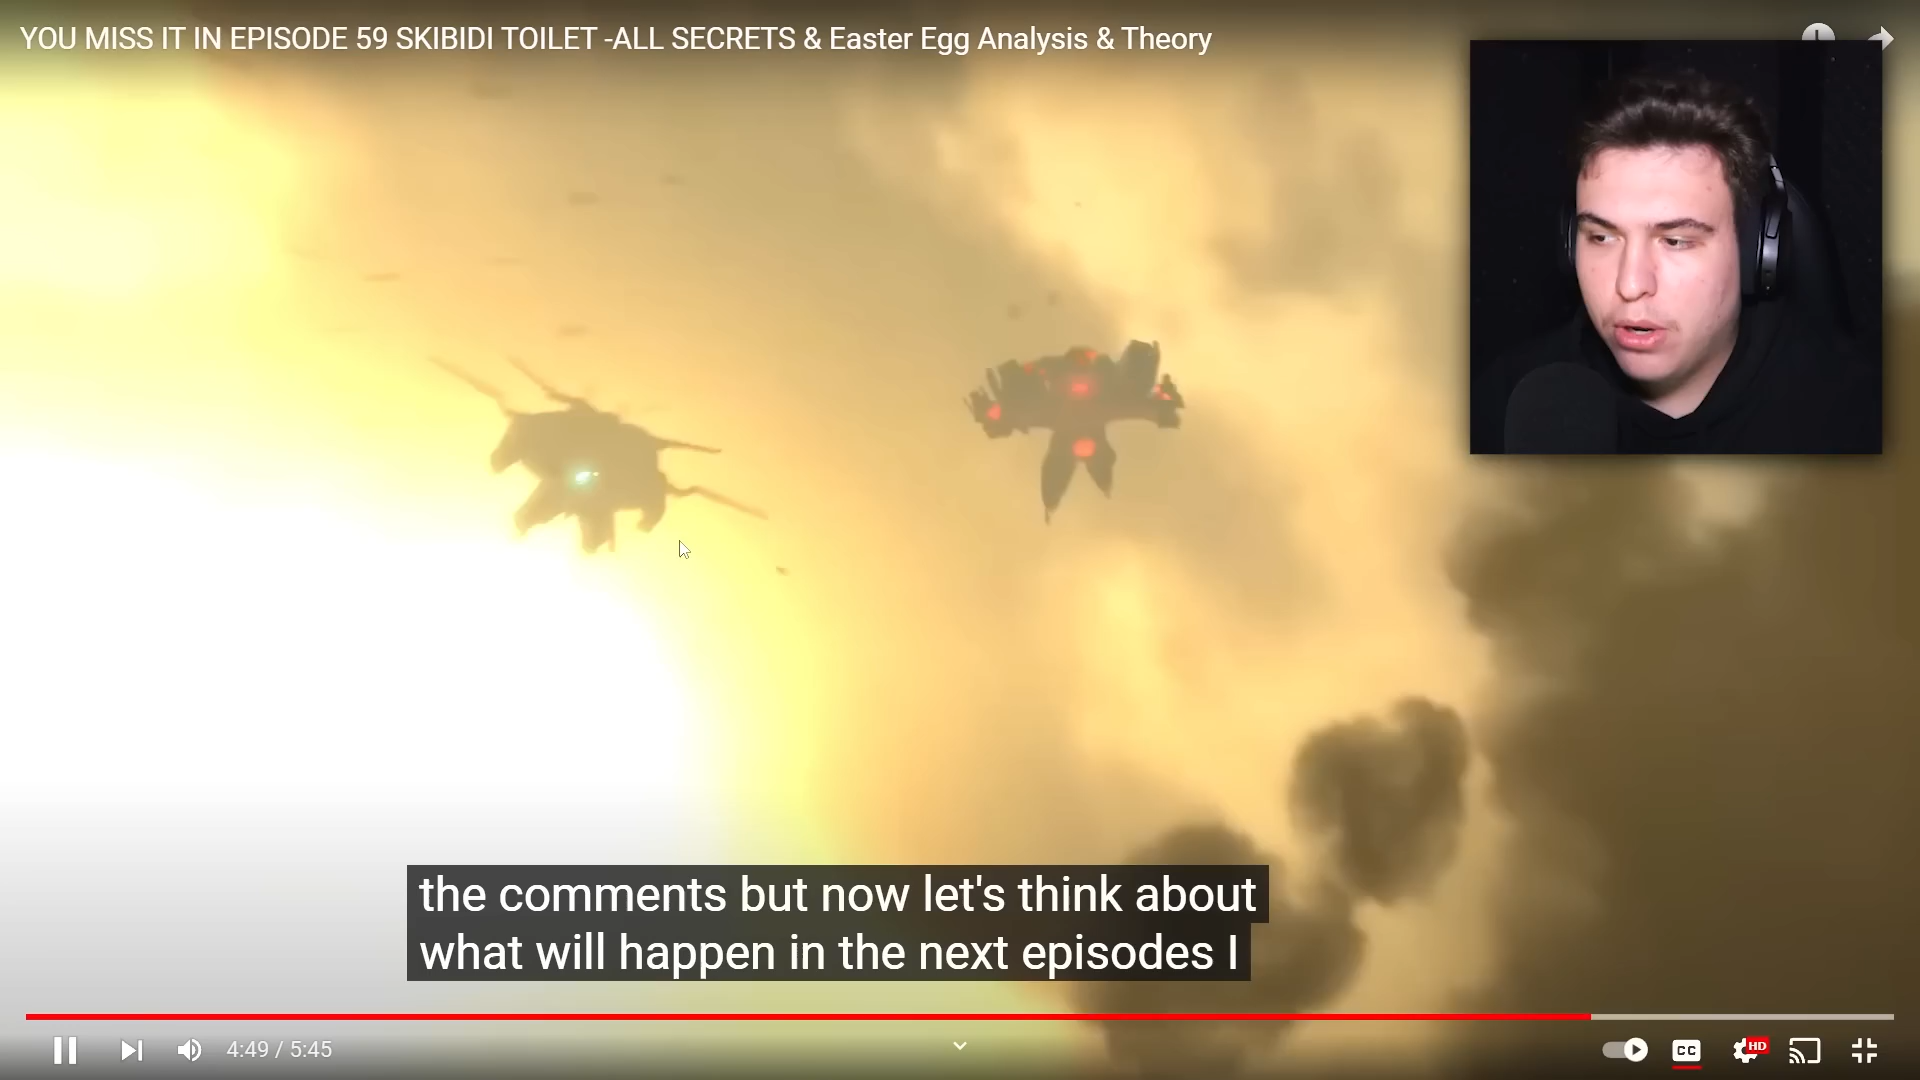 YOU MISS IT IN EPISODE 59 SKIBIDI TOILET -ALL SECRETS & Easter Egg Analysis & Theory
the comments but now let's think about
what will happen in the next episodes I
4:49 / 5:45
CC
HD